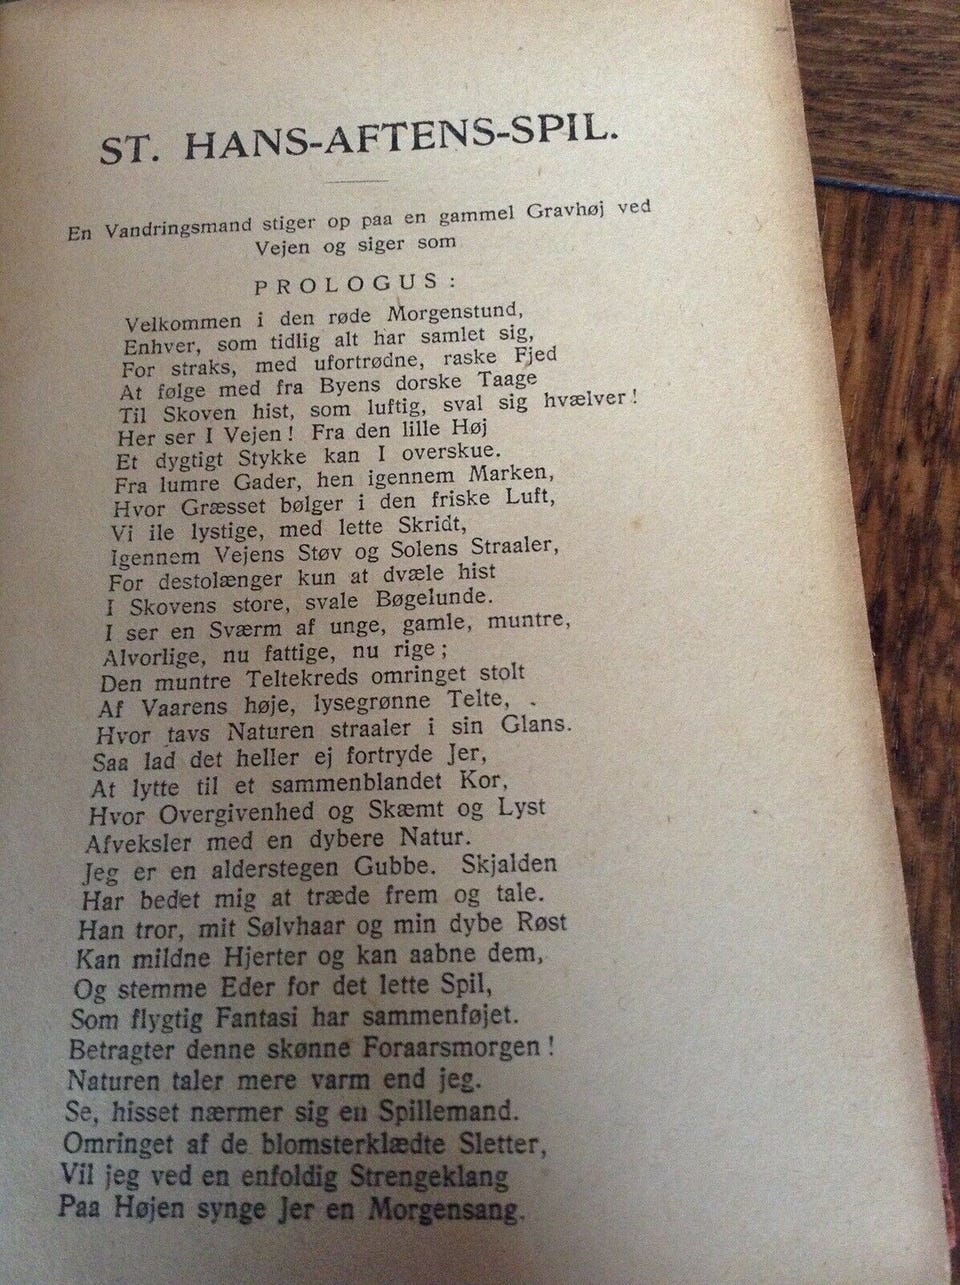 ST. HANS-AFTENS-SPIL.
En Vandringsmand stiger op paa en gammel Gravhøj ved
Vejen og siger som
PROLOGUS:
Velkommen i den røde Morgenstund,
Enhver, som tidlig alt har samlet sig,
For straks, med ufortrødne, raske Fjed
At følge med fra Byens dorske Taage
Til Skoven hist, som luftig, sval sig hvælver!
Her ser I Vejen! Fra den lille Høj
Et dygtigt Stykke kan I overskue.
Fra lumre Gader, hen igennem Marken,
Hvor Græsset bølger i den friske Luft,
Vi ile lystige, med lette Skridt,
Igennem Vejens Støv og Solens Straaler,
For destolænger kun at dvæle hist
I Skovens store, svale Bøgelunde.
I ser en Sværm af unge, gamle, muntre,
Alvorlige, nu fattige, nu rige;
Den muntre Teltekreds omringet stolt
Af Vaarens høje, lysegrønne Telte,
Hvor tavs Naturen straaler i sin Glans.
Saa lad det heller ej fortryde Jer,
At lytte til et sammenblandet Kor,
Hvor Overgivenhed og Skæmt og Lyst
Afveksler med en dybere Natur.
Jeg er en alderstegen Gubbe. Skjalden
Har bedet mig at træde frem og tale.
Han tror, mit Sølvhaar og min dybe Røst
Kan mildne Hjerter og kan aabne dem,
Og stemme Eder for det lette Spil,
Som flygtig Fantasi har sammenføjet.
Betragter denne skønne Foraarsmorgen!
Naturen taler mere varm end jeg.
Se, hisset nærmer sig en Spillemand.
Omringet af de blomsterklædte Sletter,
Vil jeg ved en enfoldig Strengeklang
Paa Højen synge Jer en Morgensang.